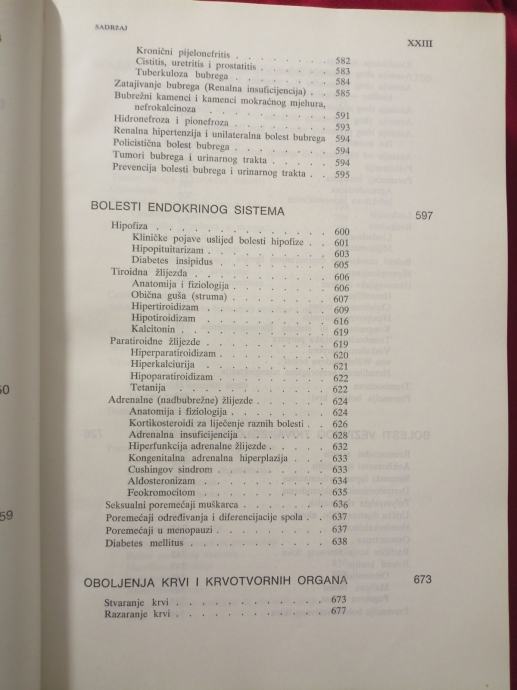 SADRŽAJ
XXIII
Kronični pijelonefritis . . . . . . . . 582
Cistitis, uretritis i prostatitis . . . . . . 583
Tuberkuloza bubrega . . . . . . . . 584
Zatajivanje bubrega (Renalna insuficijencija) . . 585
Bubrežni kamenci i kamenci mokraćnog mjehura,
nefrokalcinoza . . . . . . . . . 591
Hidronefroza i pionefroza . . . . . . . 593
Renalna hipertenzija i unilateralna bolest bubrega 594
Policistična bolest bubrega . . . . . . . 594
Tumori bubrega i urinarnog trakta . . . . . 594
Prevencija bolesti bubrega i urinarnog trakta . . 595
BOLESTI ENDOKRINOG SISTEMA 597
Hipofiza . . . . . . . . . . . . 600
Kliničke pojave uslijed bolesti hipofize . . 601
Hipopituitarizam . . . . . . . . . 603
Diabetes insipidus . . . . . . . . . 605
Tiroidna žlijezda . . . . . . . . . . 606
Anatomija i fiziologija . . . . . . . . 606
Obična guša (struma) . . . . . . . . 607
Hipertiroidizam . . . . . . . . . 609
Hipotiroidizam . . . . . . . . . 616
Kalcitonin . . . . . . . . . . . 619
Paratiroidne žlijezde . . . . . . . . . 619
Hiperparatiroidizam . . . . . . . . 620
Hiperkalciurija . . . . . . . . . 621
Hipoparatiroidizam . . . . . . . . 622
Tetanija . . . . . . . . . . . 622
Adrenalne (nadbubrežne) žlijezde . . . . . . 624
Anatomija i fiziologija . . . . . . . . 624
Kortikosteroidi za liječenje raznih bolesti . . 626
Adrenalna insuficijencija . . . . . . . 628
Hiperfunkcija adrenalne žlijezde . . . . . 632
Kongenitalna adrenalna hiperplazija . . . 633
Cushingov sindrom . . . . . . . . . 633
Aldosteronizam . . . . . . . . . 634
Feokromocitom . . . . . . . . . 635
Seksualni poremećaji muškarca . . . . . . 636
Poremećaji određivanja i diferencijacije spola . . 637
Poremećaji u menopauzi . . . . . . . . 637
Diabetes mellitus . . . . . . . . . . 638
OBOLJENJA KRVI I KRVOTVORNIH ORGANA 673
Stvaranje krvi . . . . . . . . . . . 673
Razaranje krvi . . . . . . . . . . . 677